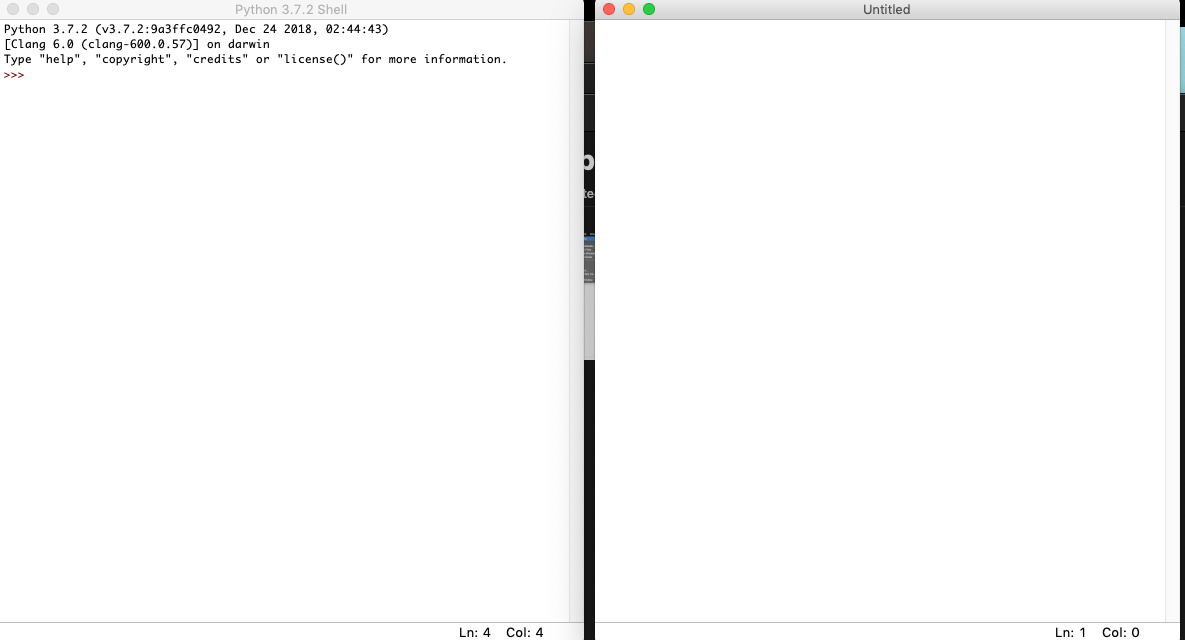 Python 3.7.2 Shell
Python 3.7.2 (v3.7.2:9a3ffc0492, Dec 24 2018, 02:44:43)
[Clang 6.0 (clang-600.0.57)] on darwin
Type "help", "copyright", "credits" or "license()" for more information.
>>>
Ln: 4 Col: 4
Untitled
Ln: 1 Col: 0